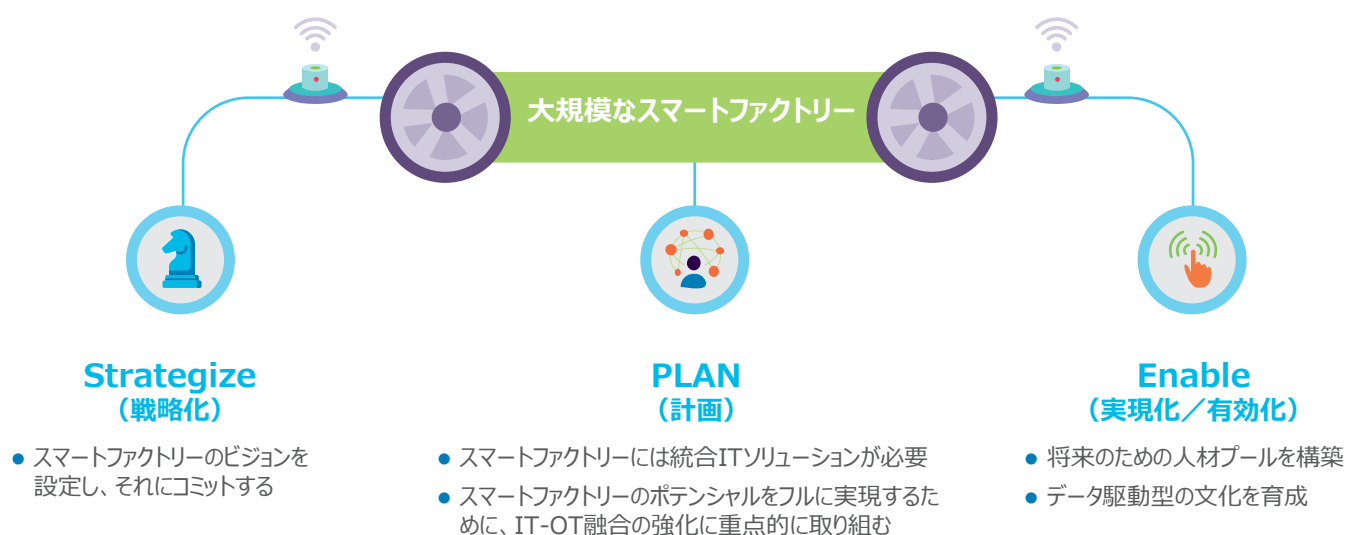 大規模なスマートファクトリー
Strategize
（戦略化）
● スマートファクトリーのビジョンを
設定し、それにコミットする
PLAN
（計画）
● スマートファクトリーには統合ITソリューションが必要
● スマートファクトリーのポテンシャルをフルに実現するた
めに、IT-OT融合の強化に重点的に取り組む
Enable
（実現化／有効化）
● 将来のための人材プールを構築
● データ駆動型の文化を育成